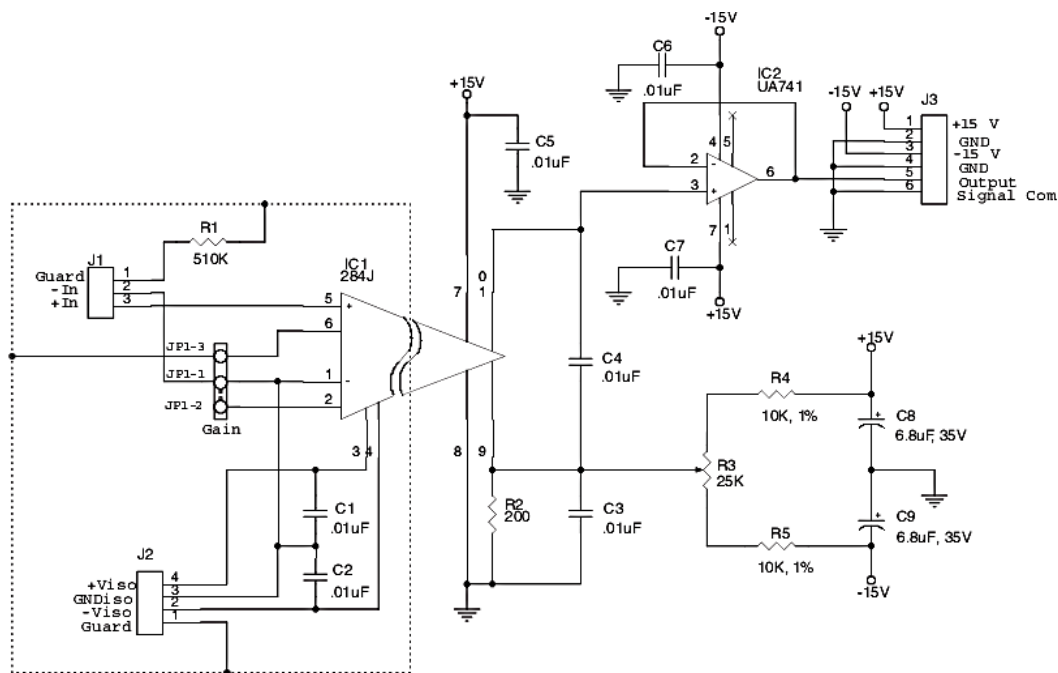 -15V
C6
.01uF
IC2
UA741
+15V
C5
.01uF
4
5
2
-
6
3
+
7
1
-15V
+15V
J3
1
+15 V
2
GND
3
-15 V
4
GND
5
Output
6
Signal Com
C7
.01uF
+15V
R1
510K
J1
Guard
1
-In
2
+In
3
IC1
284J
5
+
6
1
-
2
JP1-3
JP1-1
JP1-2
Gain
3
4
7
0
1
8
9
C4
.01uF
R2
200
C3
.01uF
+15V
R4
10K, 1%
C8
+
6.8uF, 35V
R3
25K
C9
+
6.8uF, 35V
R5
10K, 1%
-15V
C1
.01uF
C2
.01uF
J2
+Viso
4
GNDiso
3
-Viso
2
Guard
1